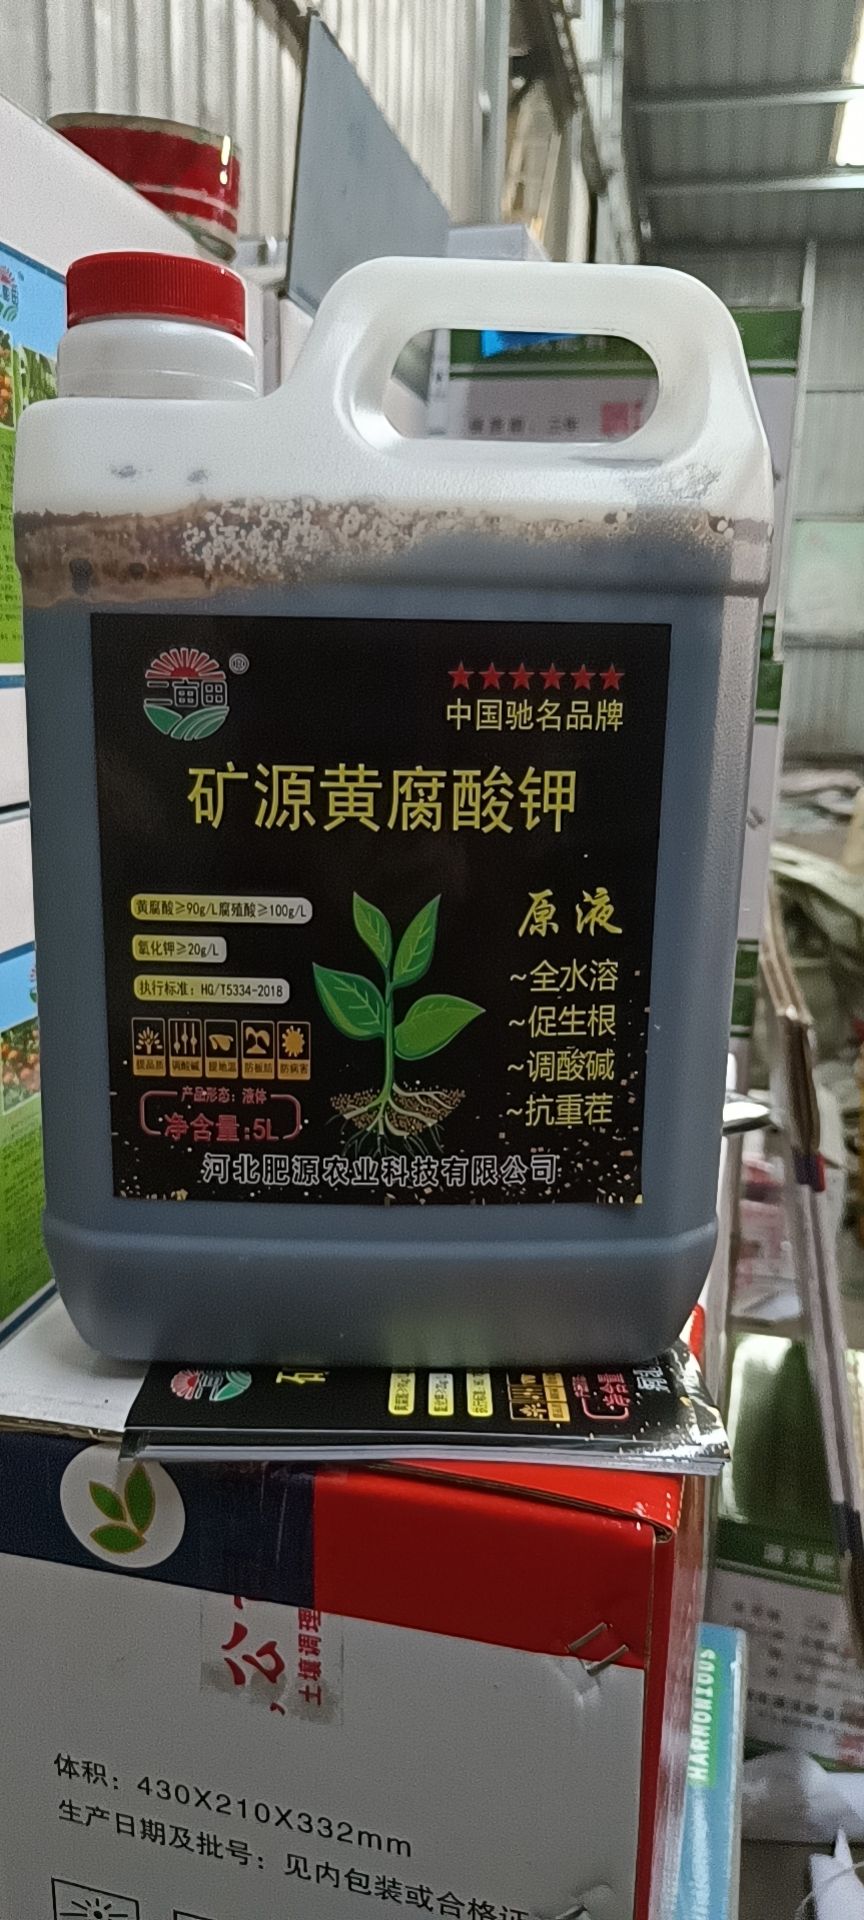 二亩田
中国驰名品牌
矿源黄腐酸钾
黄腐酸≥90g/L腐殖酸≥100g/L
氧化钾≥20g/L
执行标准：HG/T5334-2018
原液
~全水溶
~促生根
~调酸碱
~抗重茬
提品质
调酸碱
提地温
防板结
防病害
产品形态：液体
净含量:5L
河北肥源农业科技有限公司
土壤调理
体积：430X210X332mm
生产日期及批号：见内包装或合格证
HARMONIOUS